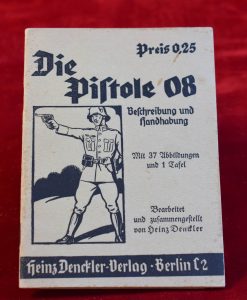 Preis 0,25
Die
Pistole 08
Beschreibung und
Handhabung
Mit 37 Abbildungen
und 1 Tafel
Bearbeitet
und zusammengestellt
von Heinz Denckler
Heinz Denckler-Verlag · Berlin C2